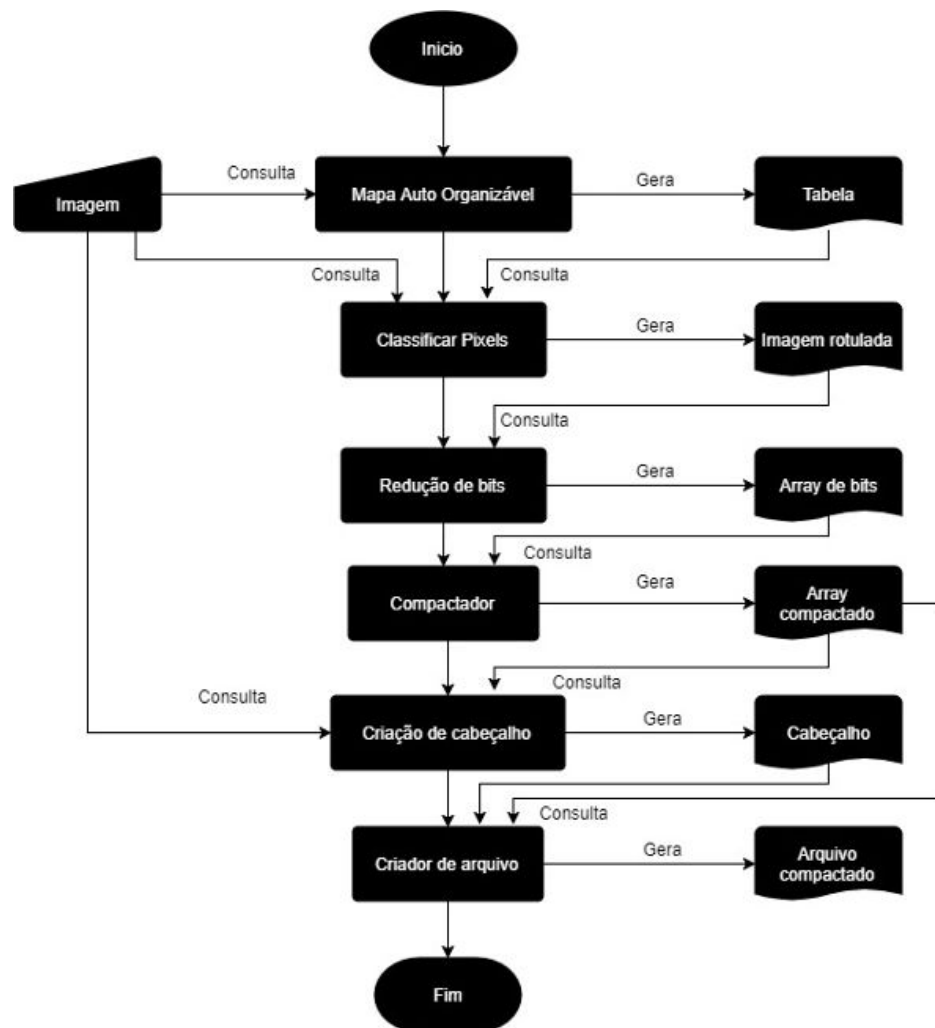 Inicio
Consulta
Gera
Imagem
Mapa Auto Organizável
Tabela
Consulta
Consulta
Classificar Pixels
Gera
Imagem rotulada
Consulta
Redução de bits
Gera
Array de bits
Consulta
Compactador
Gera
Array
compactado
Consulta
Consulta
Criação de cabeçalho
Gera
Cabeçalho
Consulta
Criador de arquivo
Gera
Arquivo
compactado
Fim